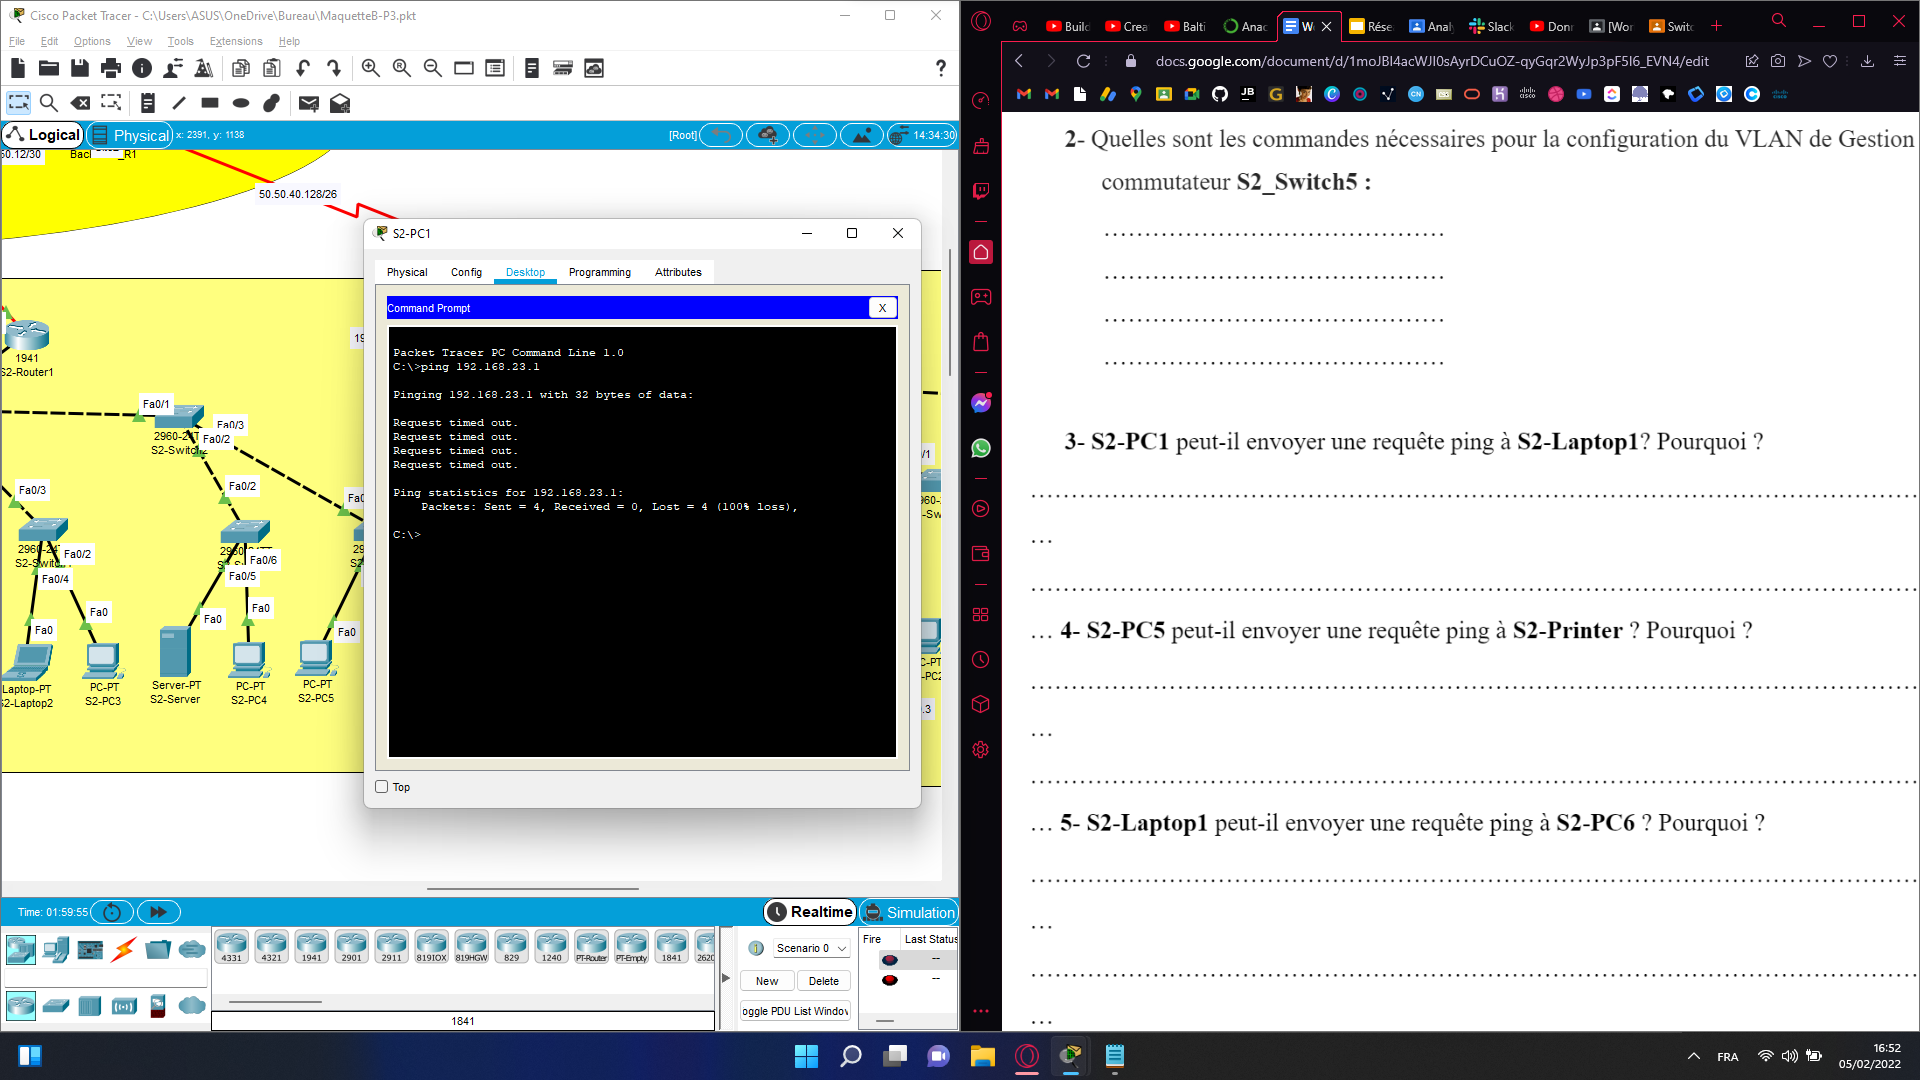 Cisco Packet Tracer - C:\Users\ASUS\OneDrive\Bureau\MaquetteB-P3.pkt
File Edit Options View Tools Extensions Help
Logical Physical x: 2391, y: 1138 [Root] 14:34:30
50.12/30
50.50.40.128/26
1941
S2-Router1
Fa0/1
Fa0/3
Fa0/2
S2-Switch2
Fa0/3
Fa0/2
Fa0/2
Fa0/6
Fa0/4
Fa0/5
Fa0
Fa0
Fa0
Fa0
Fa0
Laptop-PT
S2-Laptop2
PC-PT
S2-PC3
Server-PT
S2-Server
PC-PT
S2-PC4
PC-PT
S2-PC5
S2-PC1
Physical Config Desktop Programming Attributes
Command Prompt X
Packet Tracer PC Command Line 1.0
C:\>ping 192.168.23.1
Pinging 192.168.23.1 with 32 bytes of data:
Request timed out.
Request timed out.
Request timed out.
Request timed out.
Ping statistics for 192.168.23.1:
Packets: Sent = 4, Received = 0, Lost = 4 (100% loss),
C:\>
Top
Time: 01:59:55
Realtime Simulation
4331 4321 1941 2901 2911 819IOX 819HGW 829 1240 PT-Router PT-Empty 1841 2620
1841
Scenario 0
New Delete
oggle PDU List Window
Fire Last Status
--
--
Build Crea Balti Anac W Rése Analy Slack Donn [Wor Switc
docs.google.com/document/d/1moJBl4acWJl0sAyrDCuOZ-qyGqr2WyJp3pF5I6_EVN4/edit
2- Quelles sont les commandes nécessaires pour la configuration du VLAN de Gestion
commutateur S2_Switch5 :
……………………………………
……………………………………
……………………………………
……………………………………
3- S2-PC1 peut-il envoyer une requête ping à S2-Laptop1? Pourquoi ?
…………………………………………………………………………………………
…
…………………………………………………………………………………………
… 4- S2-PC5 peut-il envoyer une requête ping à S2-Printer ? Pourquoi ?
…………………………………………………………………………………………
…
…………………………………………………………………………………………
… 5- S2-Laptop1 peut-il envoyer une requête ping à S2-PC6 ? Pourquoi ?
…………………………………………………………………………………………
…
…………………………………………………………………………………………
…
FRA
16:52
05/02/2022